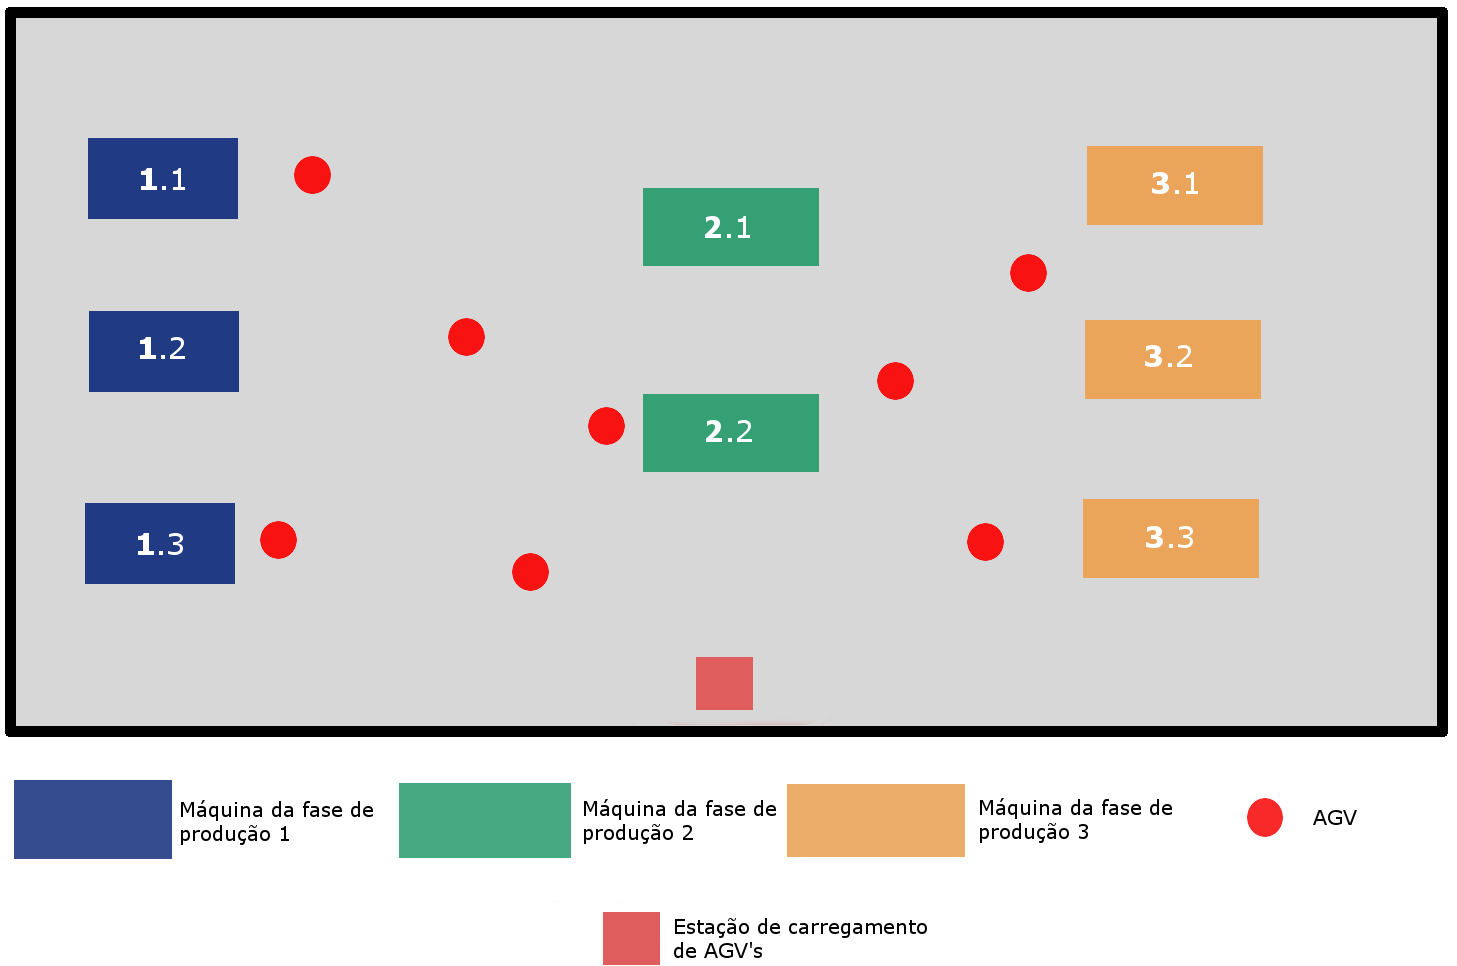 1.1
3.1
2.1
1.2
3.2
2.2
1.3
3.3
Máquina da fase de
produção 1
Máquina da fase de
produção 2
Máquina da fase de
produção 3
AGV
Estação de carregamento
de AGV's